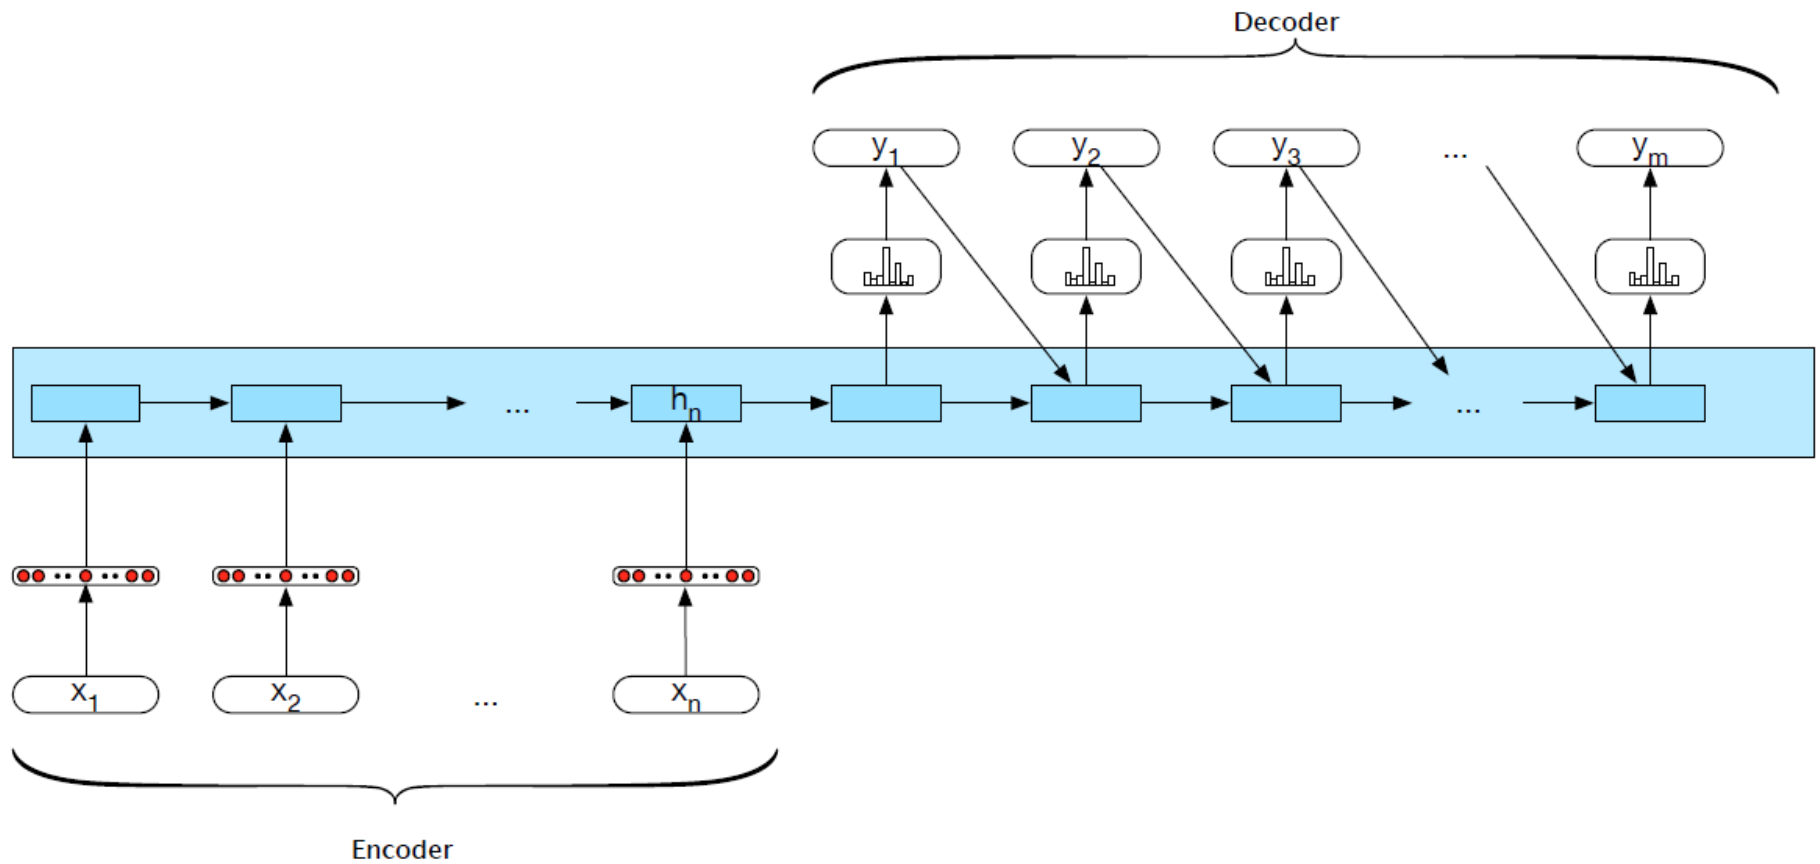 Decoder
y1 y2 y3 ... ym
... hn ...
x1 x2 ... xn
Encoder